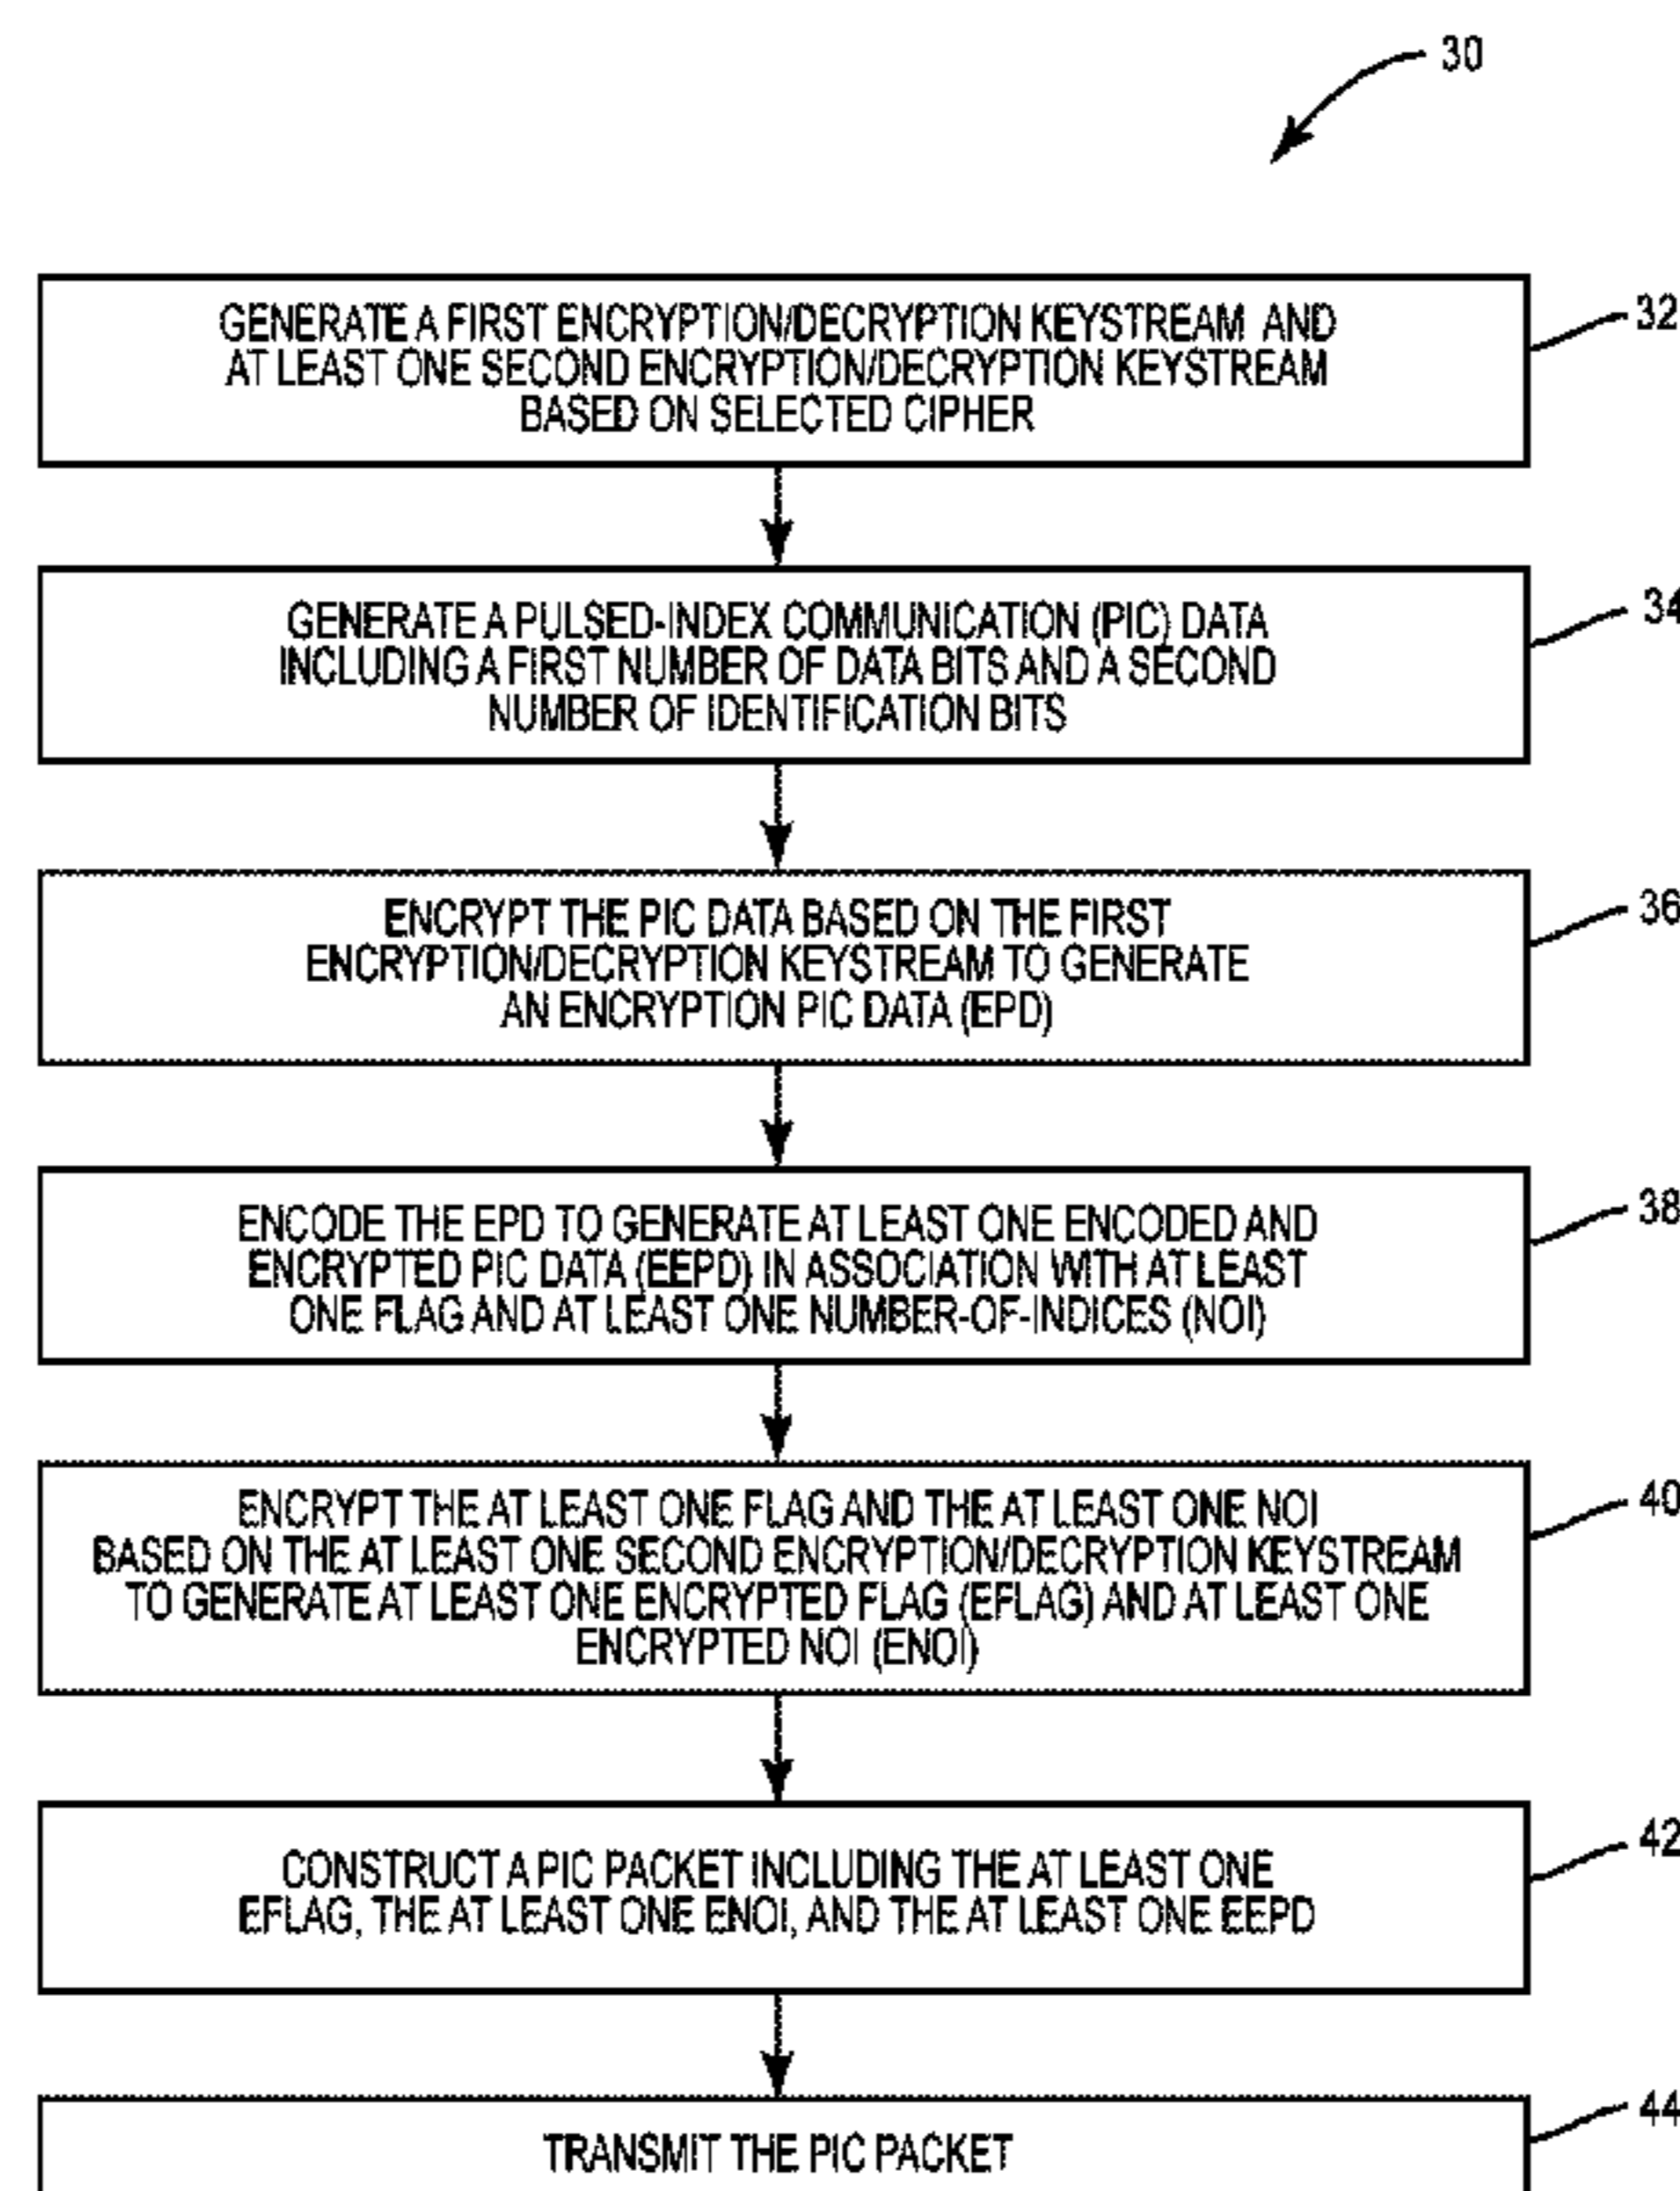 30
GENERATE A FIRST ENCRYPTION/DECRYPTION KEYSTREAM AND
AT LEAST ONE SECOND ENCRYPTION/DECRYPTION KEYSTREAM
BASED ON SELECTED CIPHER
32
GENERATE A PULSED-INDEX COMMUNICATION (PIC) DATA
INCLUDING A FIRST NUMBER OF DATA BITS AND A SECOND
NUMBER OF IDENTIFICATION BITS
34
ENCRYPT THE PIC DATA BASED ON THE FIRST
ENCRYPTION/DECRYPTION KEYSTREAM TO GENERATE
AN ENCRYPTION PIC DATA (EPD)
36
ENCODE THE EPD TO GENERATE AT LEAST ONE ENCODED AND
ENCRYPTED PIC DATA (EEPD) IN ASSOCIATION WITH AT LEAST
ONE FLAG AND AT LEAST ONE NUMBER-OF-INDICES (NOI)
38
ENCRYPT THE AT LEAST ONE FLAG AND THE AT LEAST ONE NOI
BASED ON THE AT LEAST ONE SECOND ENCRYPTION/DECRYPTION KEYSTREAM
TO GENERATE AT LEAST ONE ENCRYPTED FLAG (EFLAG) AND AT LEAST ONE
ENCRYPTED NOI (ENOI)
40
CONSTRUCT A PIC PACKET INCLUDING THE AT LEAST ONE
EFLAG, THE AT LEAST ONE ENOI, AND THE AT LEAST ONE EEPD
42
TRANSMIT THE PIC PACKET
44